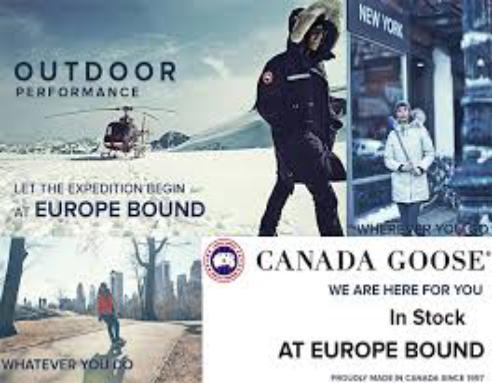 OUTDOOR
PERFORMANCE
LET THE EXPEDITION BEGIN
AT EUROPE BOUND
NEW YORK
WHEREVER YOU GO
WHATEVER YOU DO
CANADA GOOSE®
WE ARE HERE FOR YOU
In Stock
AT EUROPE BOUND
PROUDLY MADE IN CANADA SINCE 1957